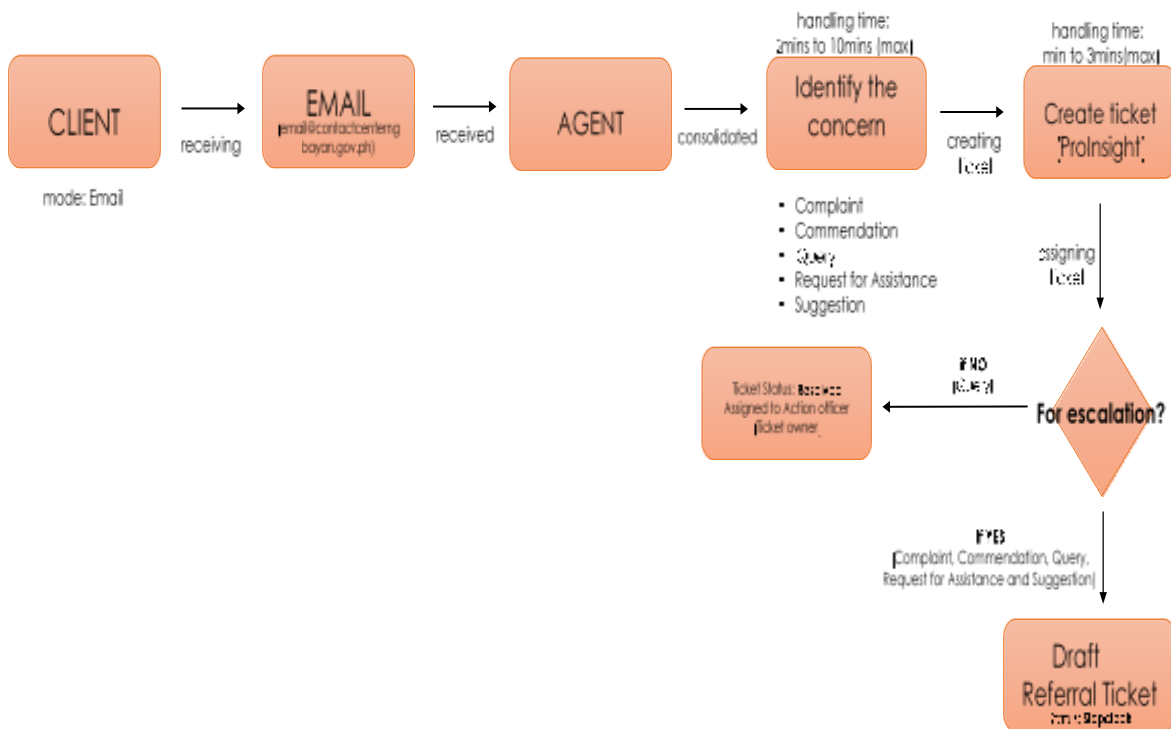 handling time:
2mins to 10mins (max)
handling time:
min to 3mins(max)
CLIENT
EMAIL
(email@contactcenterng
bayan.gov.ph)
AGENT
Identify the
concern
Create ticket
"ProInsight"
receiving
received
consolidated
creating
Ticket
mode: Email
▪ Complaint
▪ Commendation
▪ Query
▪ Request for Assistance
▪ Suggestion
assigning
Ticket
if NO
(Query)
Ticket Status: Resolved
Assigned to Action officer
(Ticket owner)
For escalation?
If YES
(Complaint, Commendation, Query,
Request for Assistance and Suggestion)
Draft
Referral Ticket